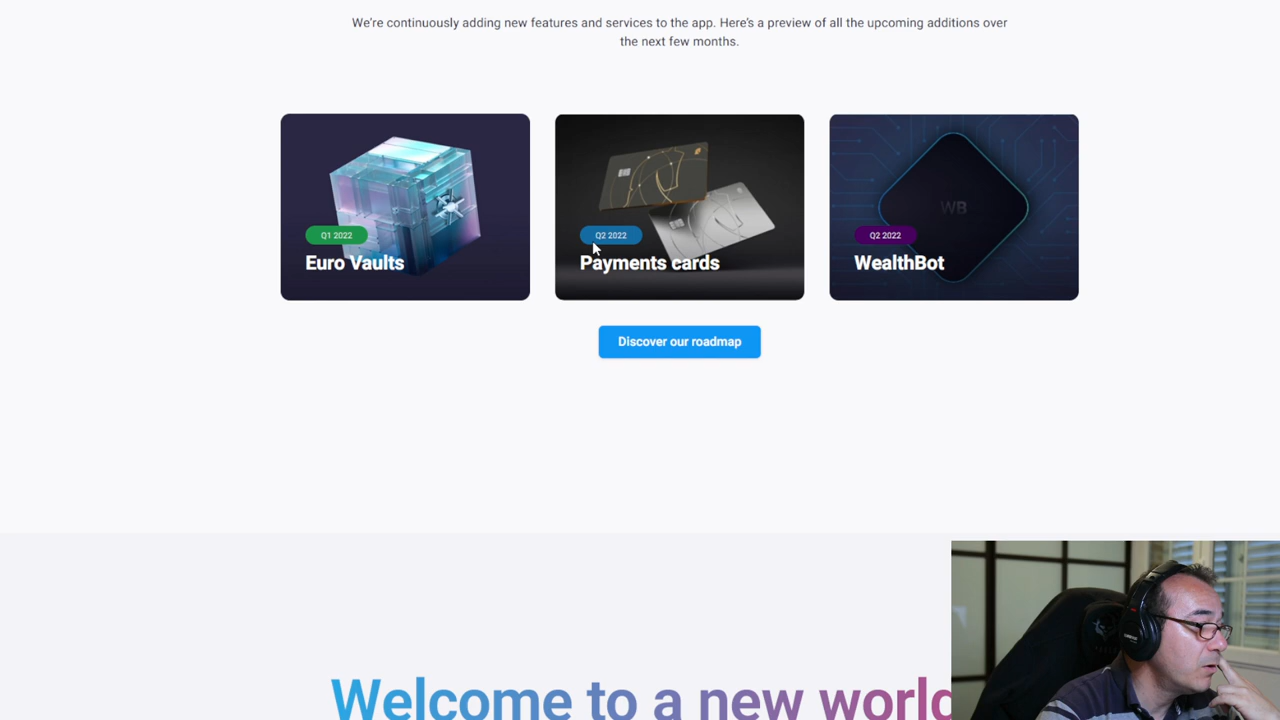 We're continuously adding new features and services to the app. Here's a preview of all the upcoming additions over
the next few months.
Q1 2022
Euro Vaults
Q2 2022
Payments cards
WB
Q2 2022
WealthBot
Discover our roadmap
Welcome to a new world